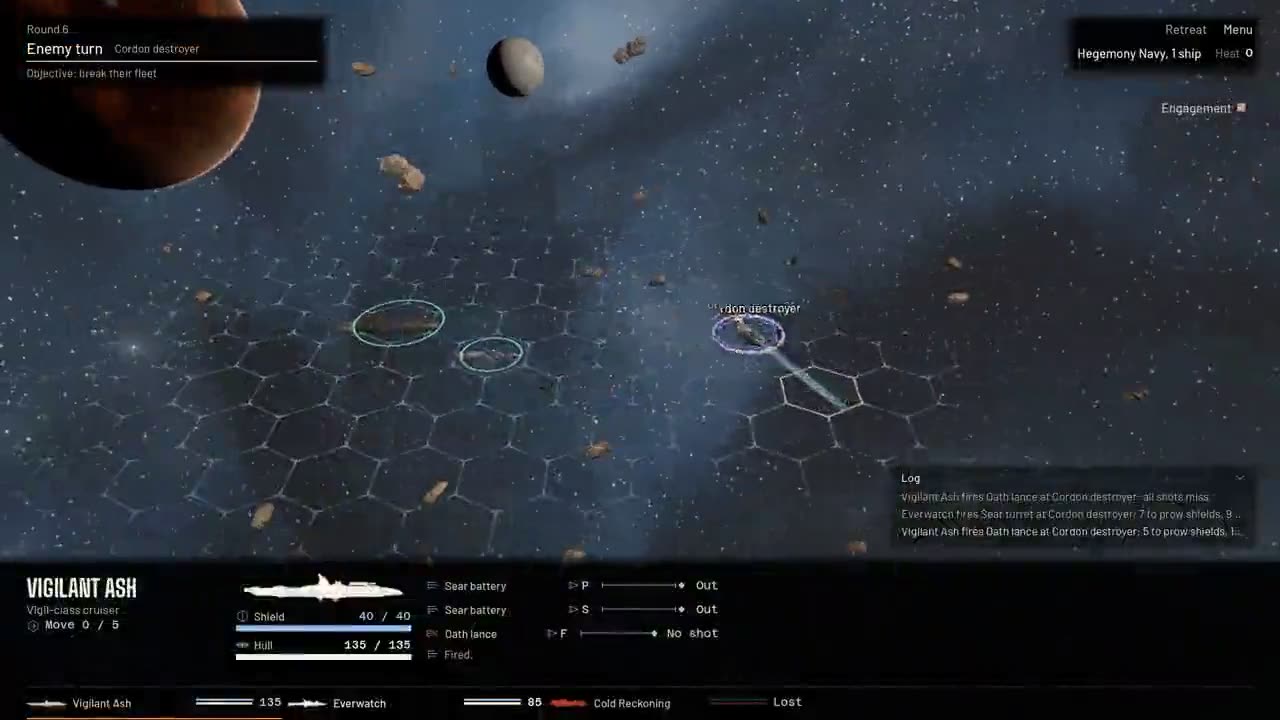 Round 6
Enemy turn Cordon destroyer
Objective: break their fleet
Retreat Menu
Hegemony Navy, 1 ship Heat 0
Engagement
don destroyer
Log
Vigilant Ash fires Oath lance at Cordon destroyer: all shots miss.
Everwatch fires Sear turret at Cordon destroyer: 7 to prow shields, 9...
Vigilant Ash fires Oath lance at Cordon destroyer: 5 to prow shields, 1...
VIGILANT ASH
Vigil-class cruiser
Move 0 / 5
Shield 40 / 40
Hull 135 / 135
Sear battery P Out
Sear battery S Out
Oath lance F No shot
Fired.
Vigilant Ash 135 Everwatch 85 Cold Reckoning Lost